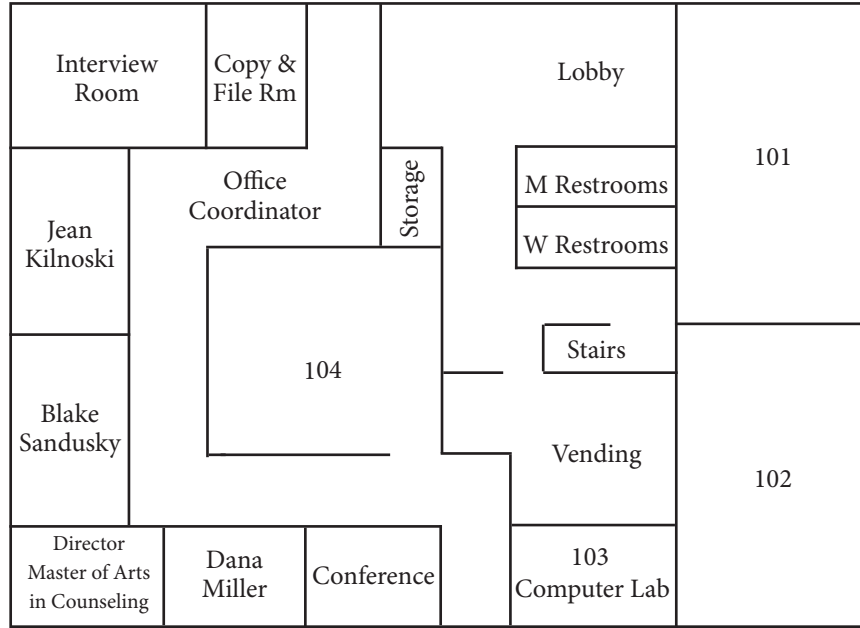 Interview
Room
Copy &
File Rm
Lobby
101
M Restrooms
W Restrooms
Storage
Office
Coordinator
Jean
Kilnoski
Stairs
104
Blake
Sandusky
Vending
102
Director
Master of Arts
in Counseling
Dana
Miller
Conference
103
Computer Lab